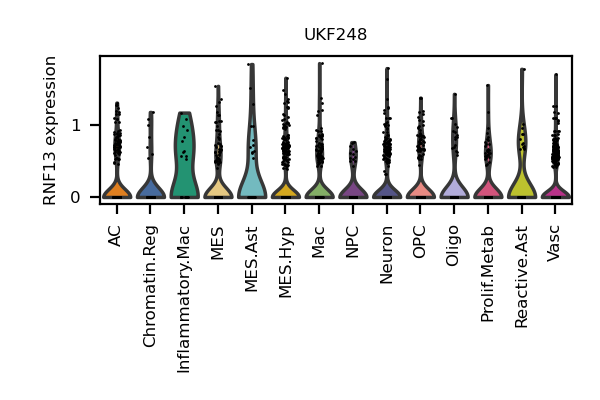 UKF248
RNF13 expression
1
0
AC
Chromatin.Reg
Inflammatory.Mac
MES
MES.Ast
MES.Hyp
Mac
NPC
Neuron
OPC
Oligo
Prolif.Metab
Reactive.Ast
Vasc